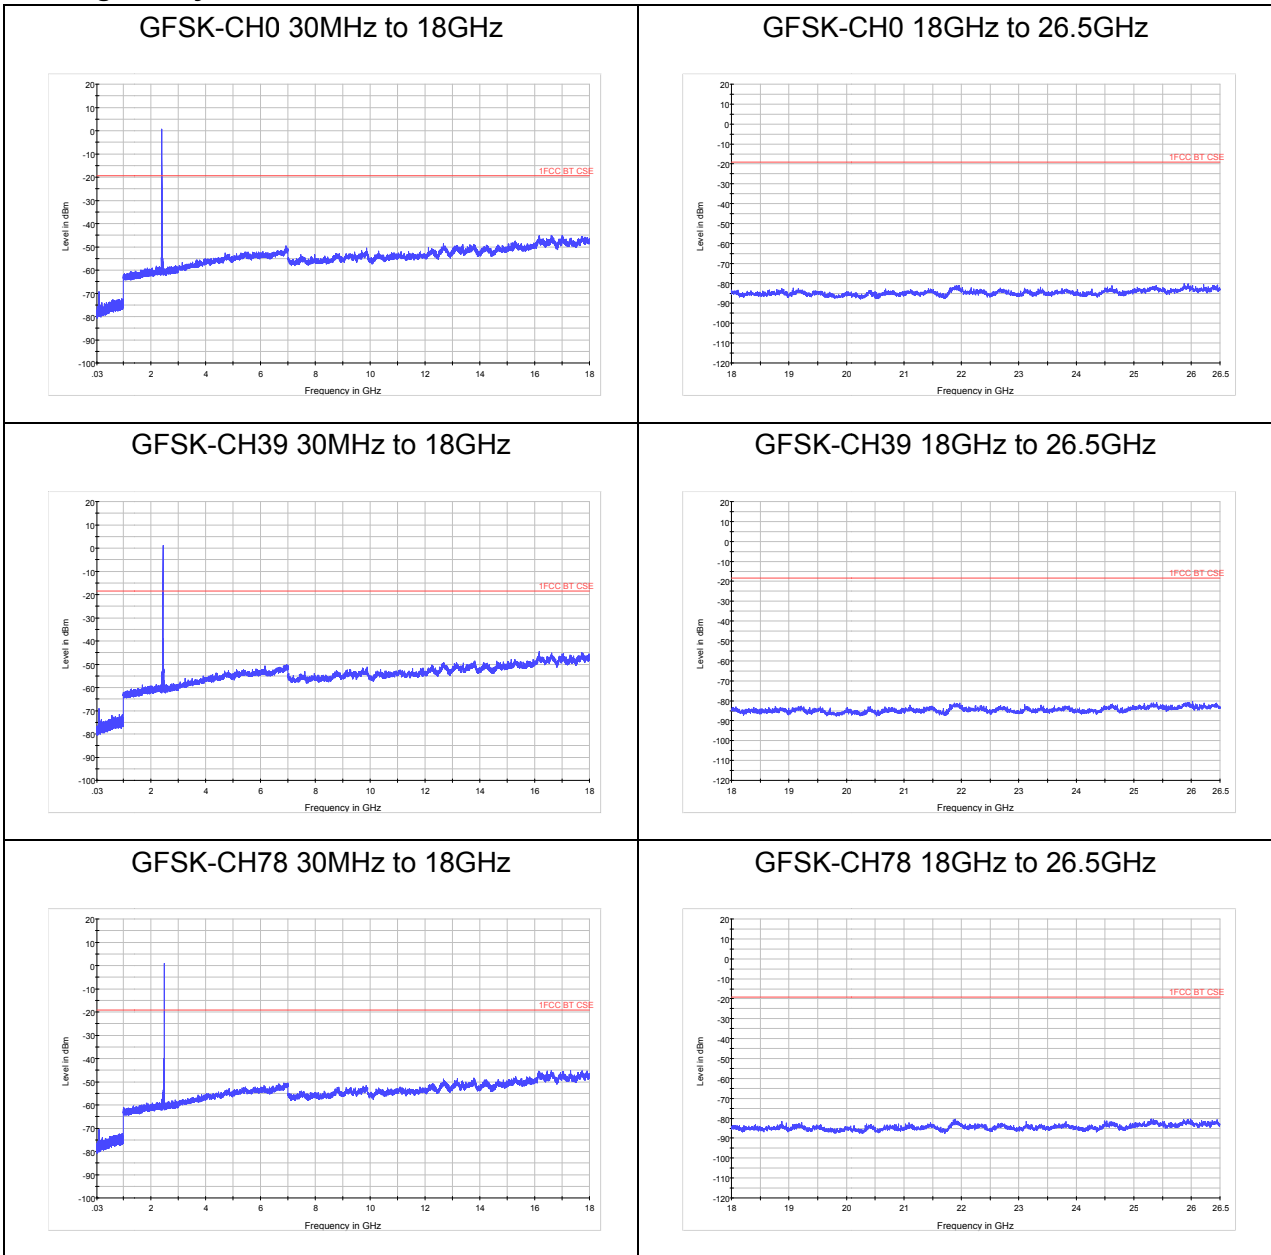 GFSK-CH0 30MHz to 18GHz
20
10
0
-10
-20
-30
-40
-50
-60
-70
-80
-90
-100
Level in dBm
1FCC BT CSE
.03 2 4 6 8 10 12 14 16 18
Frequency in GHz
GFSK-CH0 18GHz to 26.5GHz
20
10
0
-10
-20
-30
-40
-50
-60
-70
-80
-90
-100
-110
-120
Level in dBm
1FCC BT CSE
18 19 20 21 22 23 24 25 26 26.5
Frequency in GHz
GFSK-CH39 30MHz to 18GHz
20
10
0
-10
-20
-30
-40
-50
-60
-70
-80
-90
-100
Level in dBm
1FCC BT CSE
.03 2 4 6 8 10 12 14 16 18
Frequency in GHz
GFSK-CH39 18GHz to 26.5GHz
20
10
0
-10
-20
-30
-40
-50
-60
-70
-80
-90
-100
-110
-120
Level in dBm
1FCC BT CSE
18 19 20 21 22 23 24 25 26 26.5
Frequency in GHz
GFSK-CH78 30MHz to 18GHz
20
10
0
-10
-20
-30
-40
-50
-60
-70
-80
-90
-100
Level in dBm
1FCC BT CSE
.03 2 4 6 8 10 12 14 16 18
Frequency in GHz
GFSK-CH78 18GHz to 26.5GHz
20
10
0
-10
-20
-30
-40
-50
-60
-70
-80
-90
-100
-110
-120
Level in dBm
1FCC BT CSE
18 19 20 21 22 23 24 25 26 26.5
Frequency in GHz